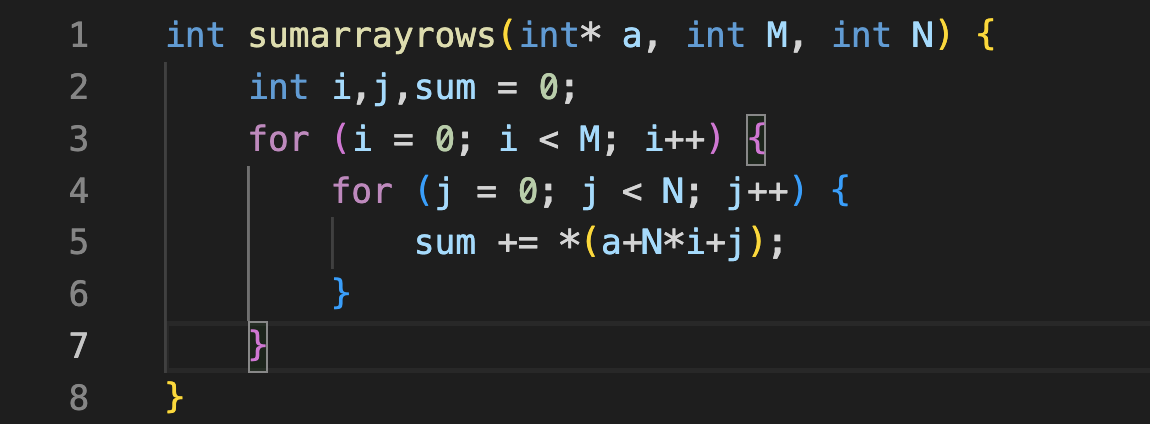 1 int sumarrayrows(int* a, int M, int N) {
2     int i,j,sum = 0;
3     for (i = 0; i < M; i++) {
4         for (j = 0; j < N; j++) {
5             sum += *(a+N*i+j);
6         }
7     }
8 }